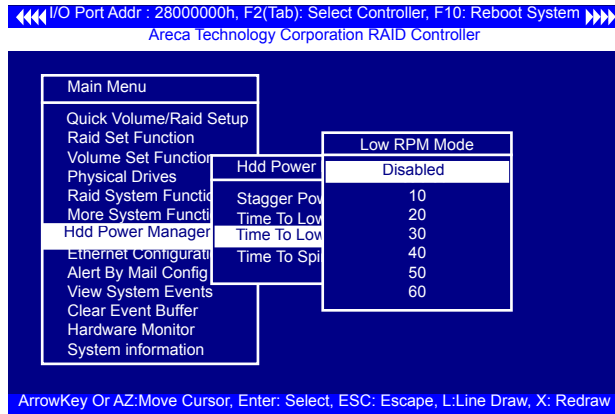 I/O Port Addr : 28000000h, F2(Tab): Select Controller, F10: Reboot System
Areca Technology Corporation RAID Controller
Main Menu
Quick Volume/Raid Setup
Raid Set Function
Volume Set Function
Physical Drives
Raid System Functio
More System Functi
Hdd Power Manager
Ethernet Configurati
Alert By Mail Config
View System Events
Clear Event Buffer
Hardware Monitor
System information
Hdd Power
Stagger Pow
Time To Low
Time To Low
Time To Spi
Low RPM Mode
Disabled
10
20
30
40
50
60
ArrowKey Or AZ:Move Cursor, Enter: Select, ESC: Escape, L:Line Draw, X: Redraw